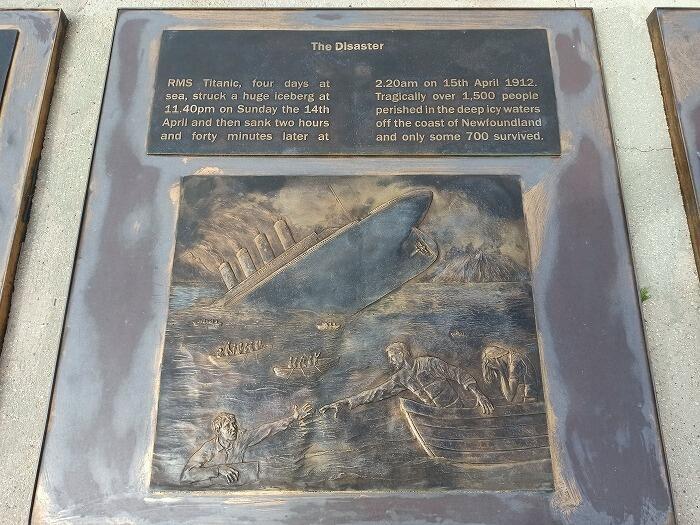 The Disaster
RMS Titanic, four days at
sea, struck a huge iceberg at
11.40pm on Sunday the 14th
April and then sank two hours
and forty minutes later at
2.20am on 15th April 1912.
Tragically over 1,500 people
perished in the deep icy waters
off the coast of Newfoundland
and only some 700 survived.